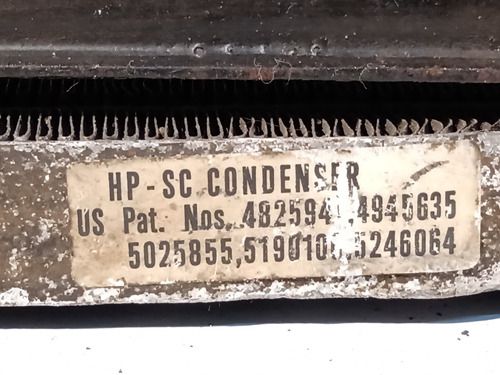 HP-SC CONDENSER
US Pat. Nos. 4945635
5025855, 5246064